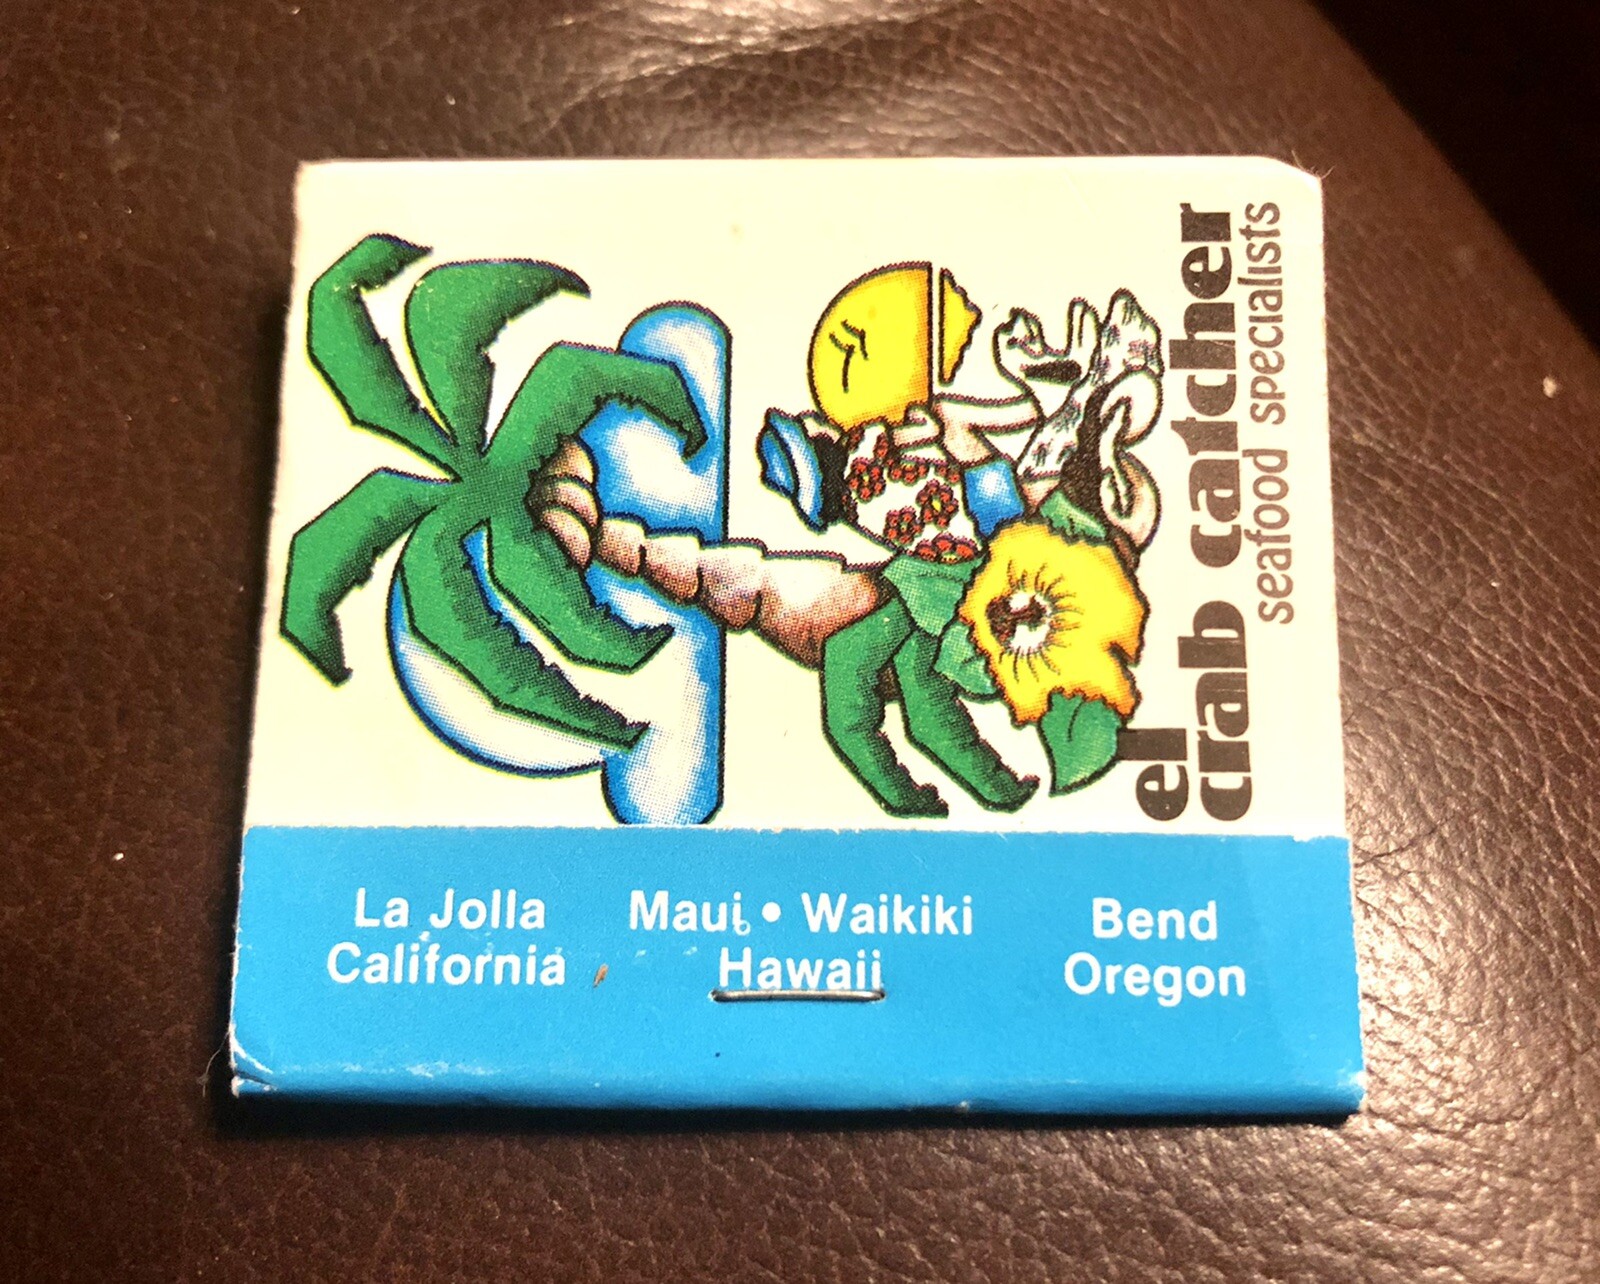 el
crab catcher
seafood specialists
La Jolla
California
Maui • Waikiki
Hawaii
Bend
Oregon